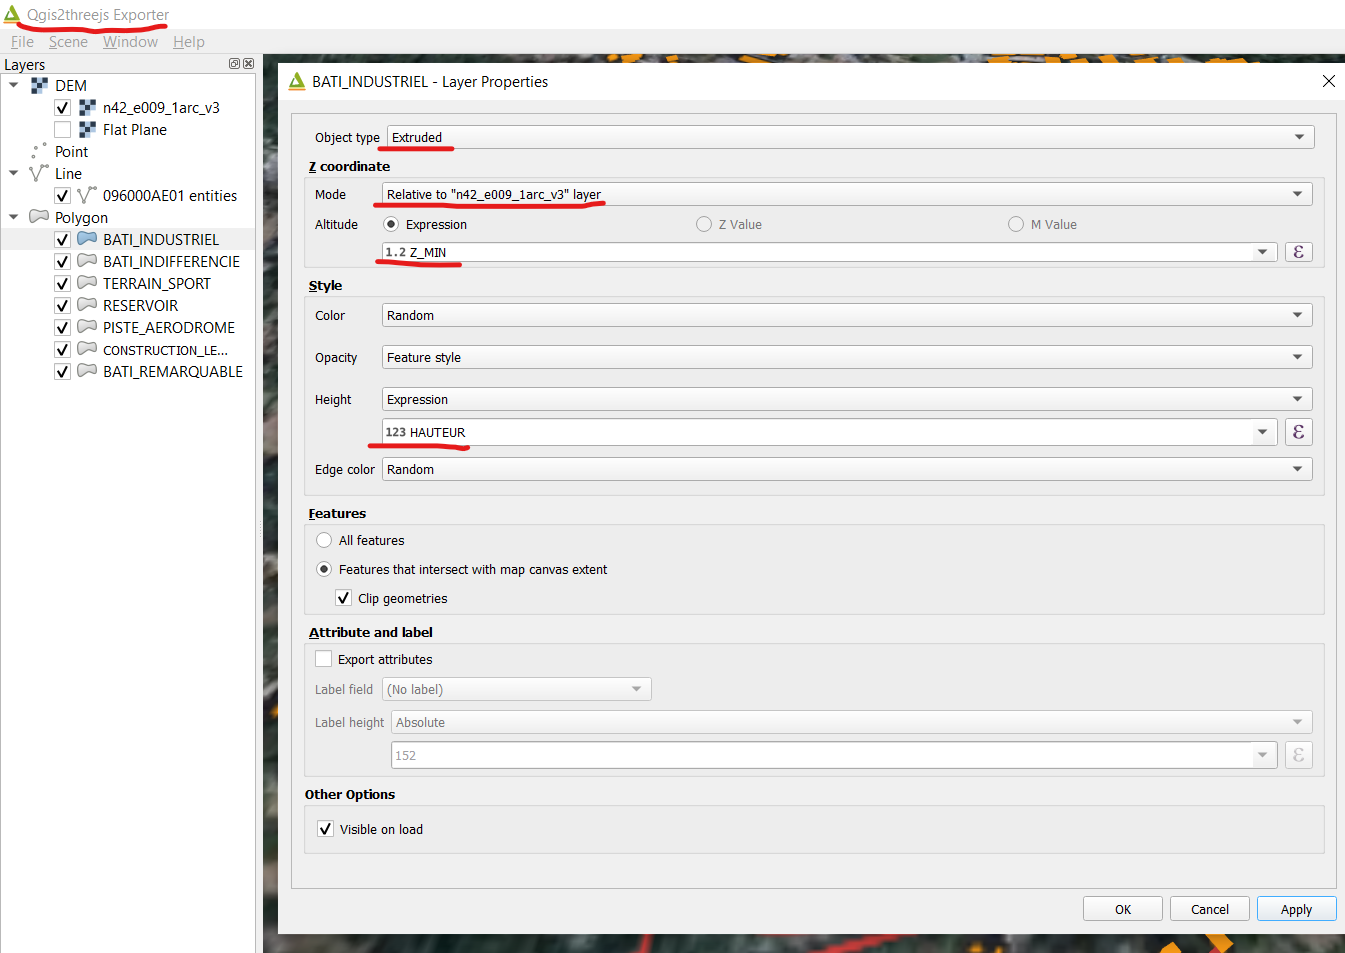 Qgis2threejs Exporter
File Scene Window Help
Layers
DEM
n42_e009_1arc_v3
Flat Plane
Point
Line
096000AE01 entities
Polygon
BATI_INDUSTRIEL
BATI_INDIFFERENCIE
TERRAIN_SPORT
RESERVOIR
PISTE_AERODROME
CONSTRUCTION_LE...
BATI_REMARQUABLE
BATI_INDUSTRIEL - Layer Properties
Object type Extruded
Z coordinate
Mode Relative to "n42_e009_1arc_v3" layer
Altitude Expression Z Value M Value
1.2 Z_MIN ε
Style
Color Random
Opacity Feature style
Height Expression
123 HAUTEUR ε
Edge color Random
Features
All features
Features that intersect with map canvas extent
Clip geometries
Attribute and label
Export attributes
Label field (No label)
Label height Absolute
152 ε
Other Options
Visible on load
OK Cancel Apply